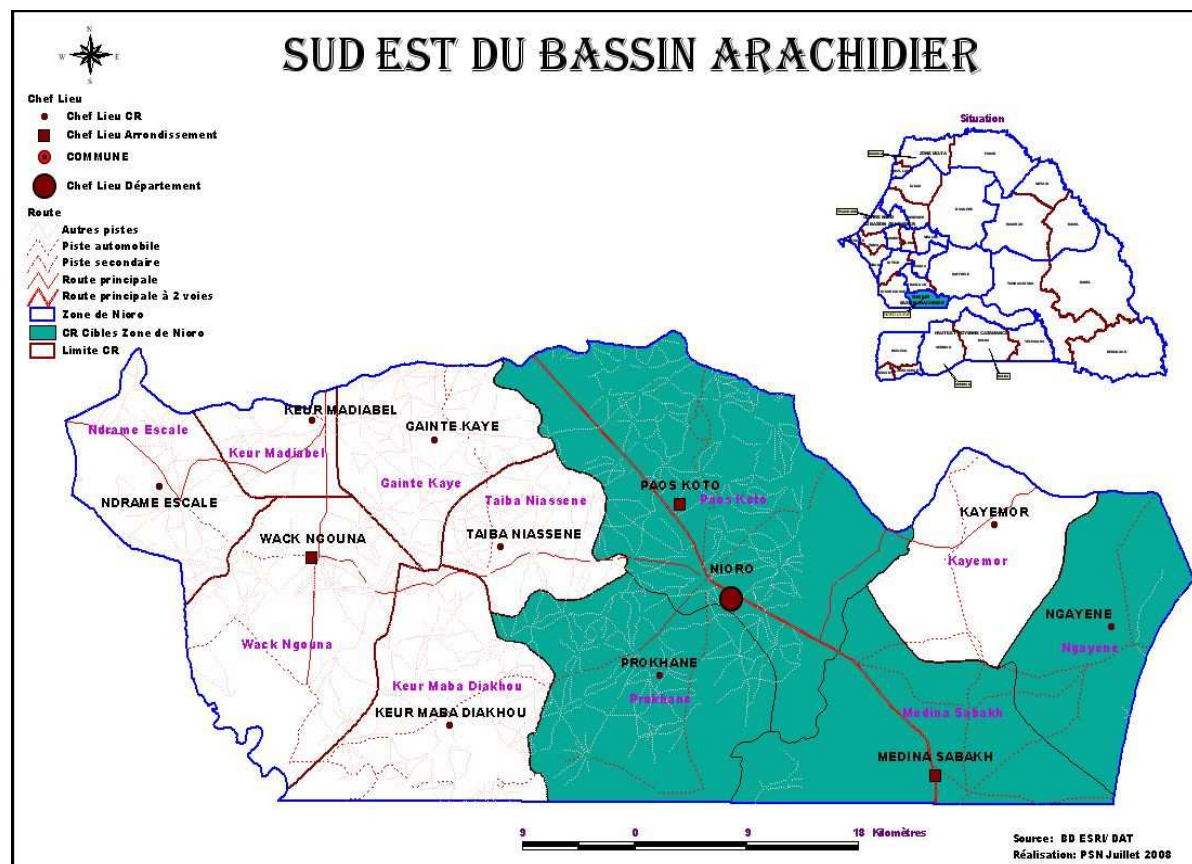 SUD EST DU BASSIN ARACHIDIER
N
W E
S
Chef Lieu
Chef Lieu CR
Chef Lieu Arrondissement
COMMUNE
Chef Lieu Département
Route
Autres pistes
Piste automobile
Piste secondaire
Route principale
Route principale à 2 voies
Zone de Nioro
CR Cibles Zone de Nioro
Limite CR
Situation
KEUR MADIABEL
Ndrame Escale
GAINTE KAYE
Keur Madiabel
Gainte Kaye
PAOS KOTO
NDRAME ESCALE
Taiba Niassene
Paos Koto
KAYEMOR
WACK NGOUNA
TAIBA NIASSENE
Kayemor
NIORO
NGAYENE
Wack Ngouna
Ngayene
PROKHANE
Keur Maba Diakhou
Prokhane
Medina Sabakh
KEUR MABA DIAKHOU
MEDINA SABAKH
9 0 9 18 Kilomètres
Source: BD ESRI/ DAT
Réalisation: PSN Juillet 2008